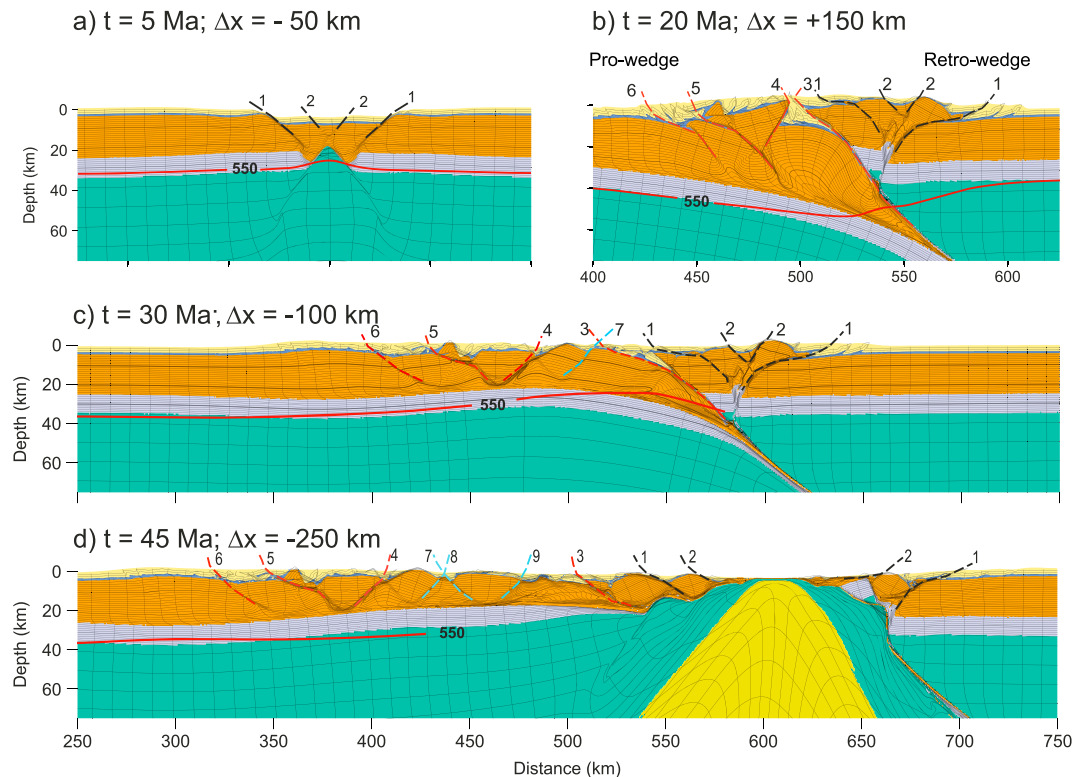 a) t = 5 Ma; Δx = - 50 km
b) t = 20 Ma; Δx = +150 km
Pro-wedge
Retro-wedge
1 2 2 1
6 5 4 31 2 2 1
0
20
40
60
Depth (km)
550
550
400 450 500 550 600
c) t = 30 Ma; Δx = -100 km
6 5 4 3 7 1 2 2 1
0
20
40
60
Depth (km)
550
d) t = 45 Ma; Δx = -250 km
6 5 4 7 8 9 3 1 2 2 1
0
20
40
60
Depth (km)
550
250 300 350 400 450 500 550 600 650 700 750
Distance (km)